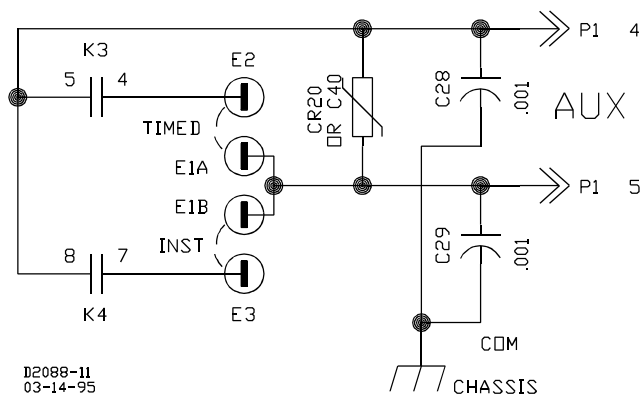 P1 4
K3
5 4
E2
CR20
OR C40
C28
.001
AUX
TIMED
E1A
P1 5
E1B
INST
C29
.001
8 7
K4
E3
COM
D2088-11
03-14-95
CHASSIS